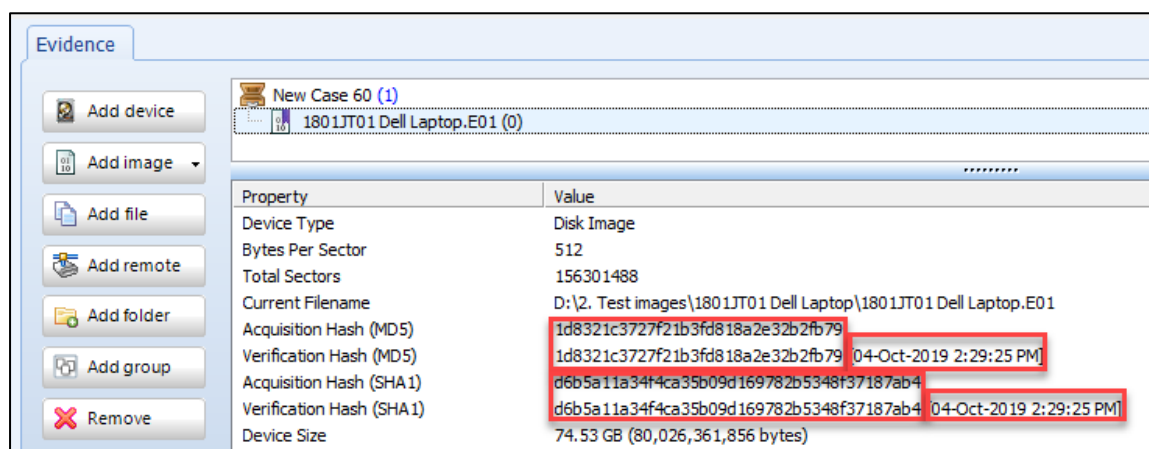 Evidence
Add device
Add image
Add file
Add remote
Add folder
Add group
Remove
New Case 60 (1)
1801JT01 Dell Laptop.E01 (0)
Property Value
Device Type Disk Image
Bytes Per Sector 512
Total Sectors 156301488
Current Filename D:\2. Test images\1801JT01 Dell Laptop\1801JT01 Dell Laptop.E01
Acquisition Hash (MD5) 1d8321c3727f21b3fd818a2e32b2fb79
Verification Hash (MD5) 1d8321c3727f21b3fd818a2e32b2fb79 [04-Oct-2019 2:29:25 PM]
Acquisition Hash (SHA1) d6b5a11a34f4ca35b09d169782b5348f37187ab4
Verification Hash (SHA1) d6b5a11a34f4ca35b09d169782b5348f37187ab4 [04-Oct-2019 2:29:25 PM]
Device Size 74.53 GB (80,026,361,856 bytes)